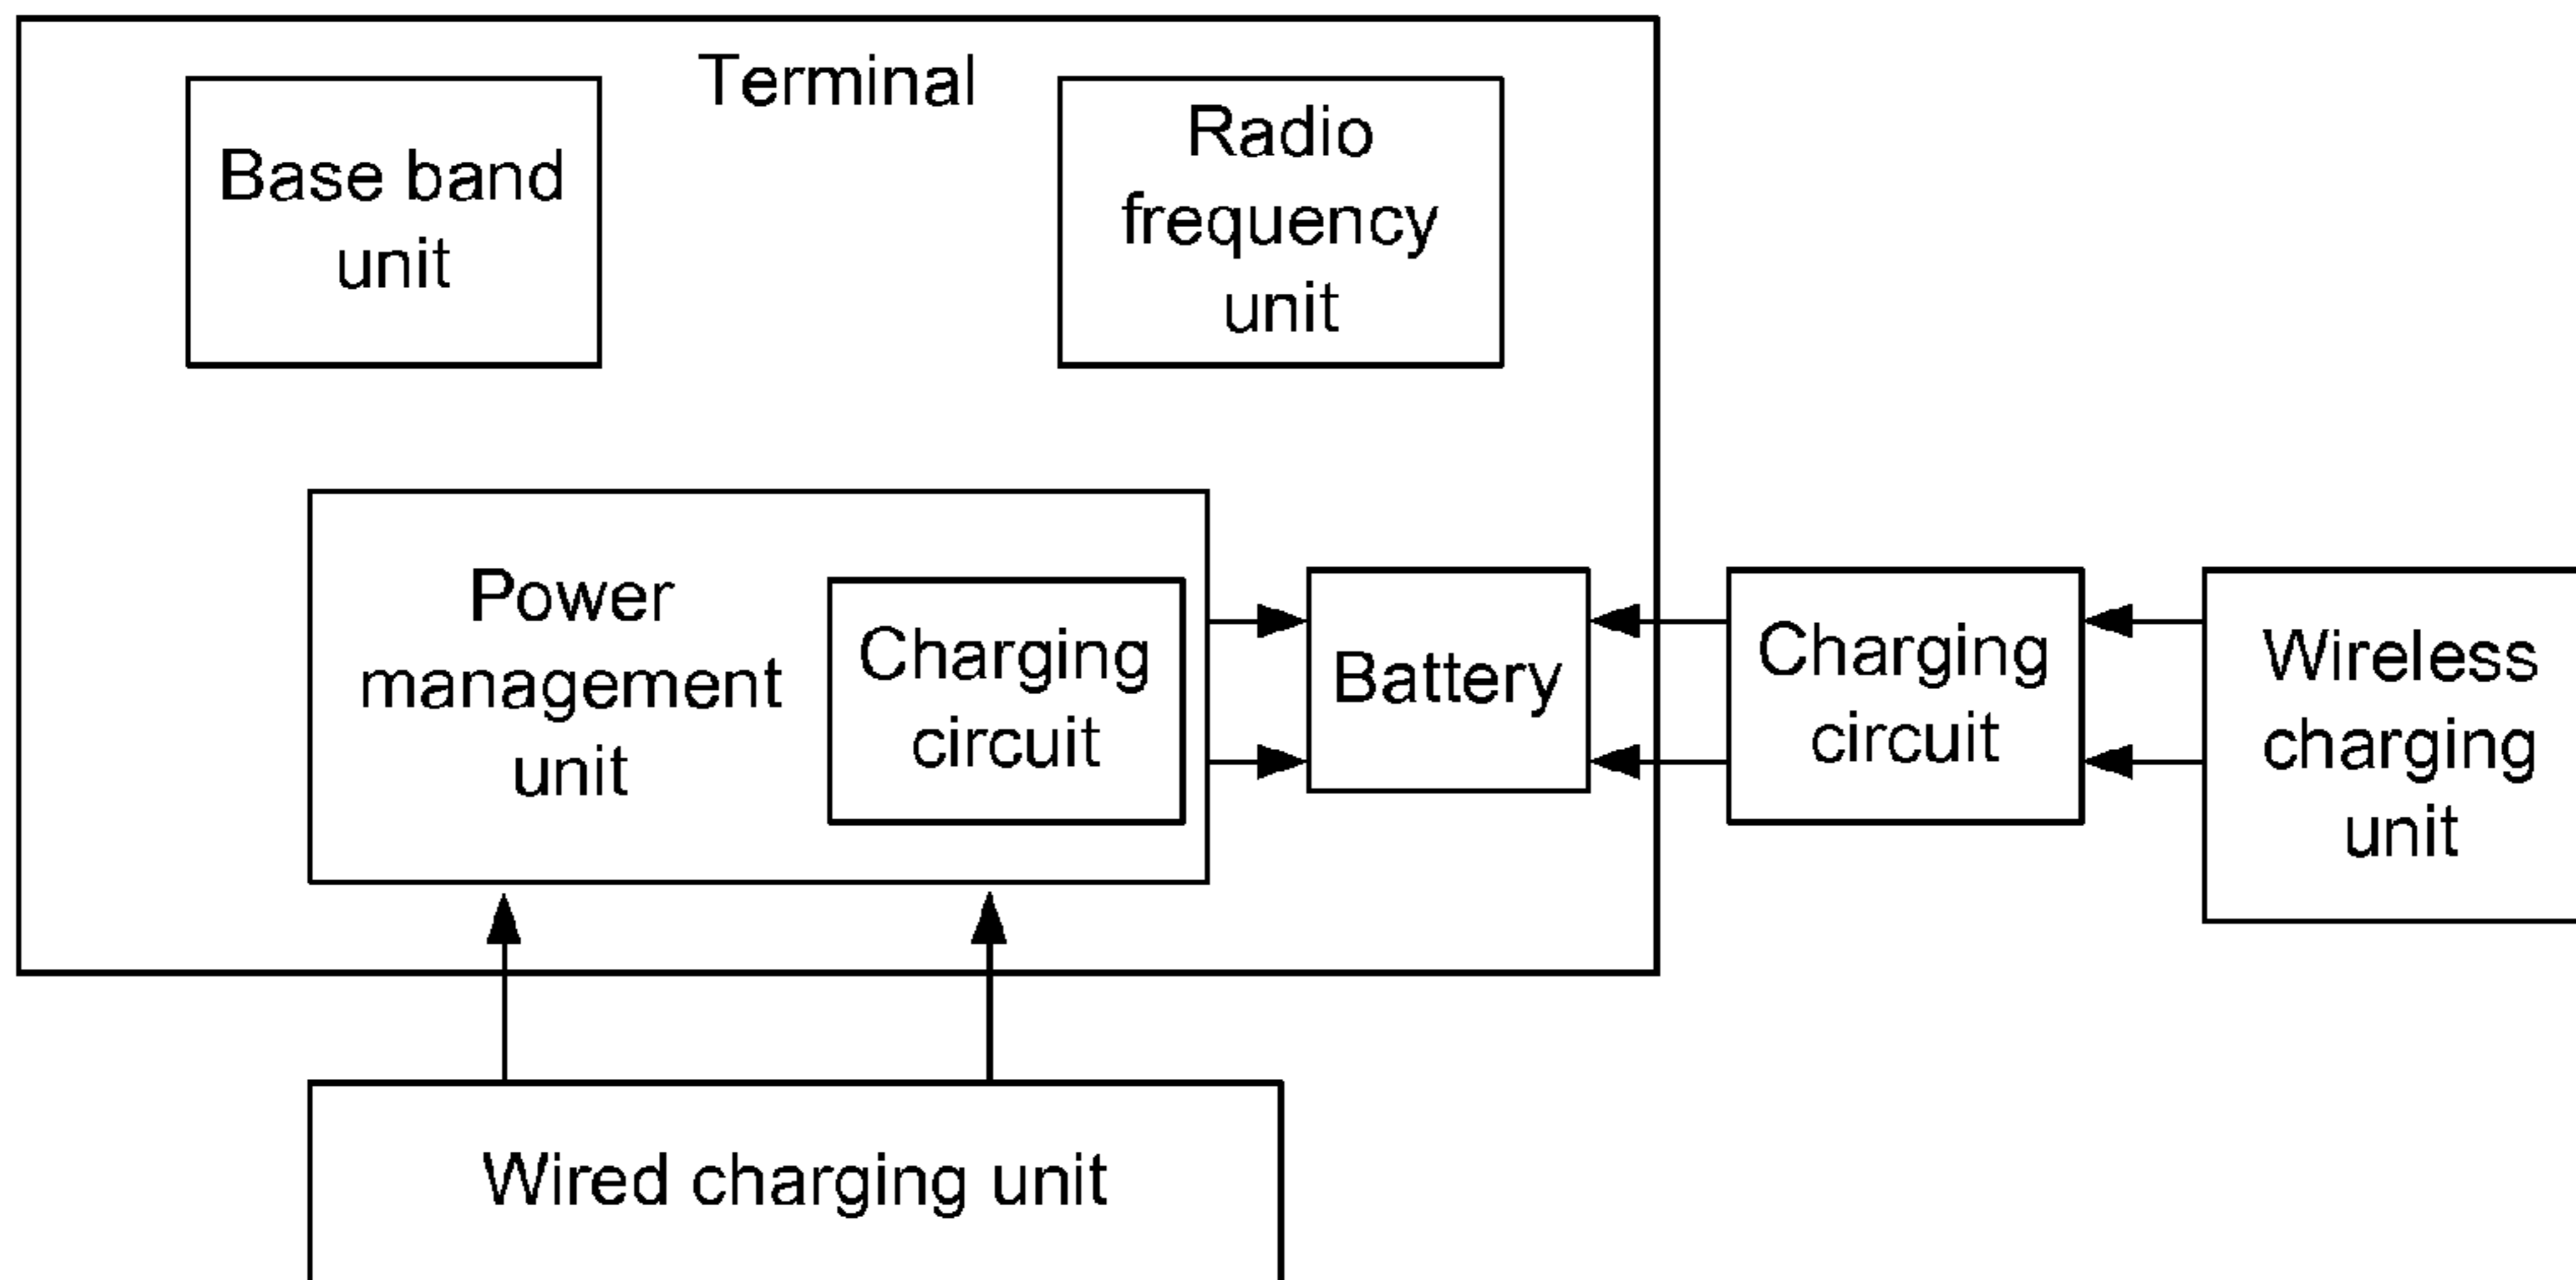 Terminal
Base band
unit
Radio
frequency
unit
Power
management
unit
Charging
circuit
Battery
Charging
circuit
Wireless
charging
unit
Wired charging unit